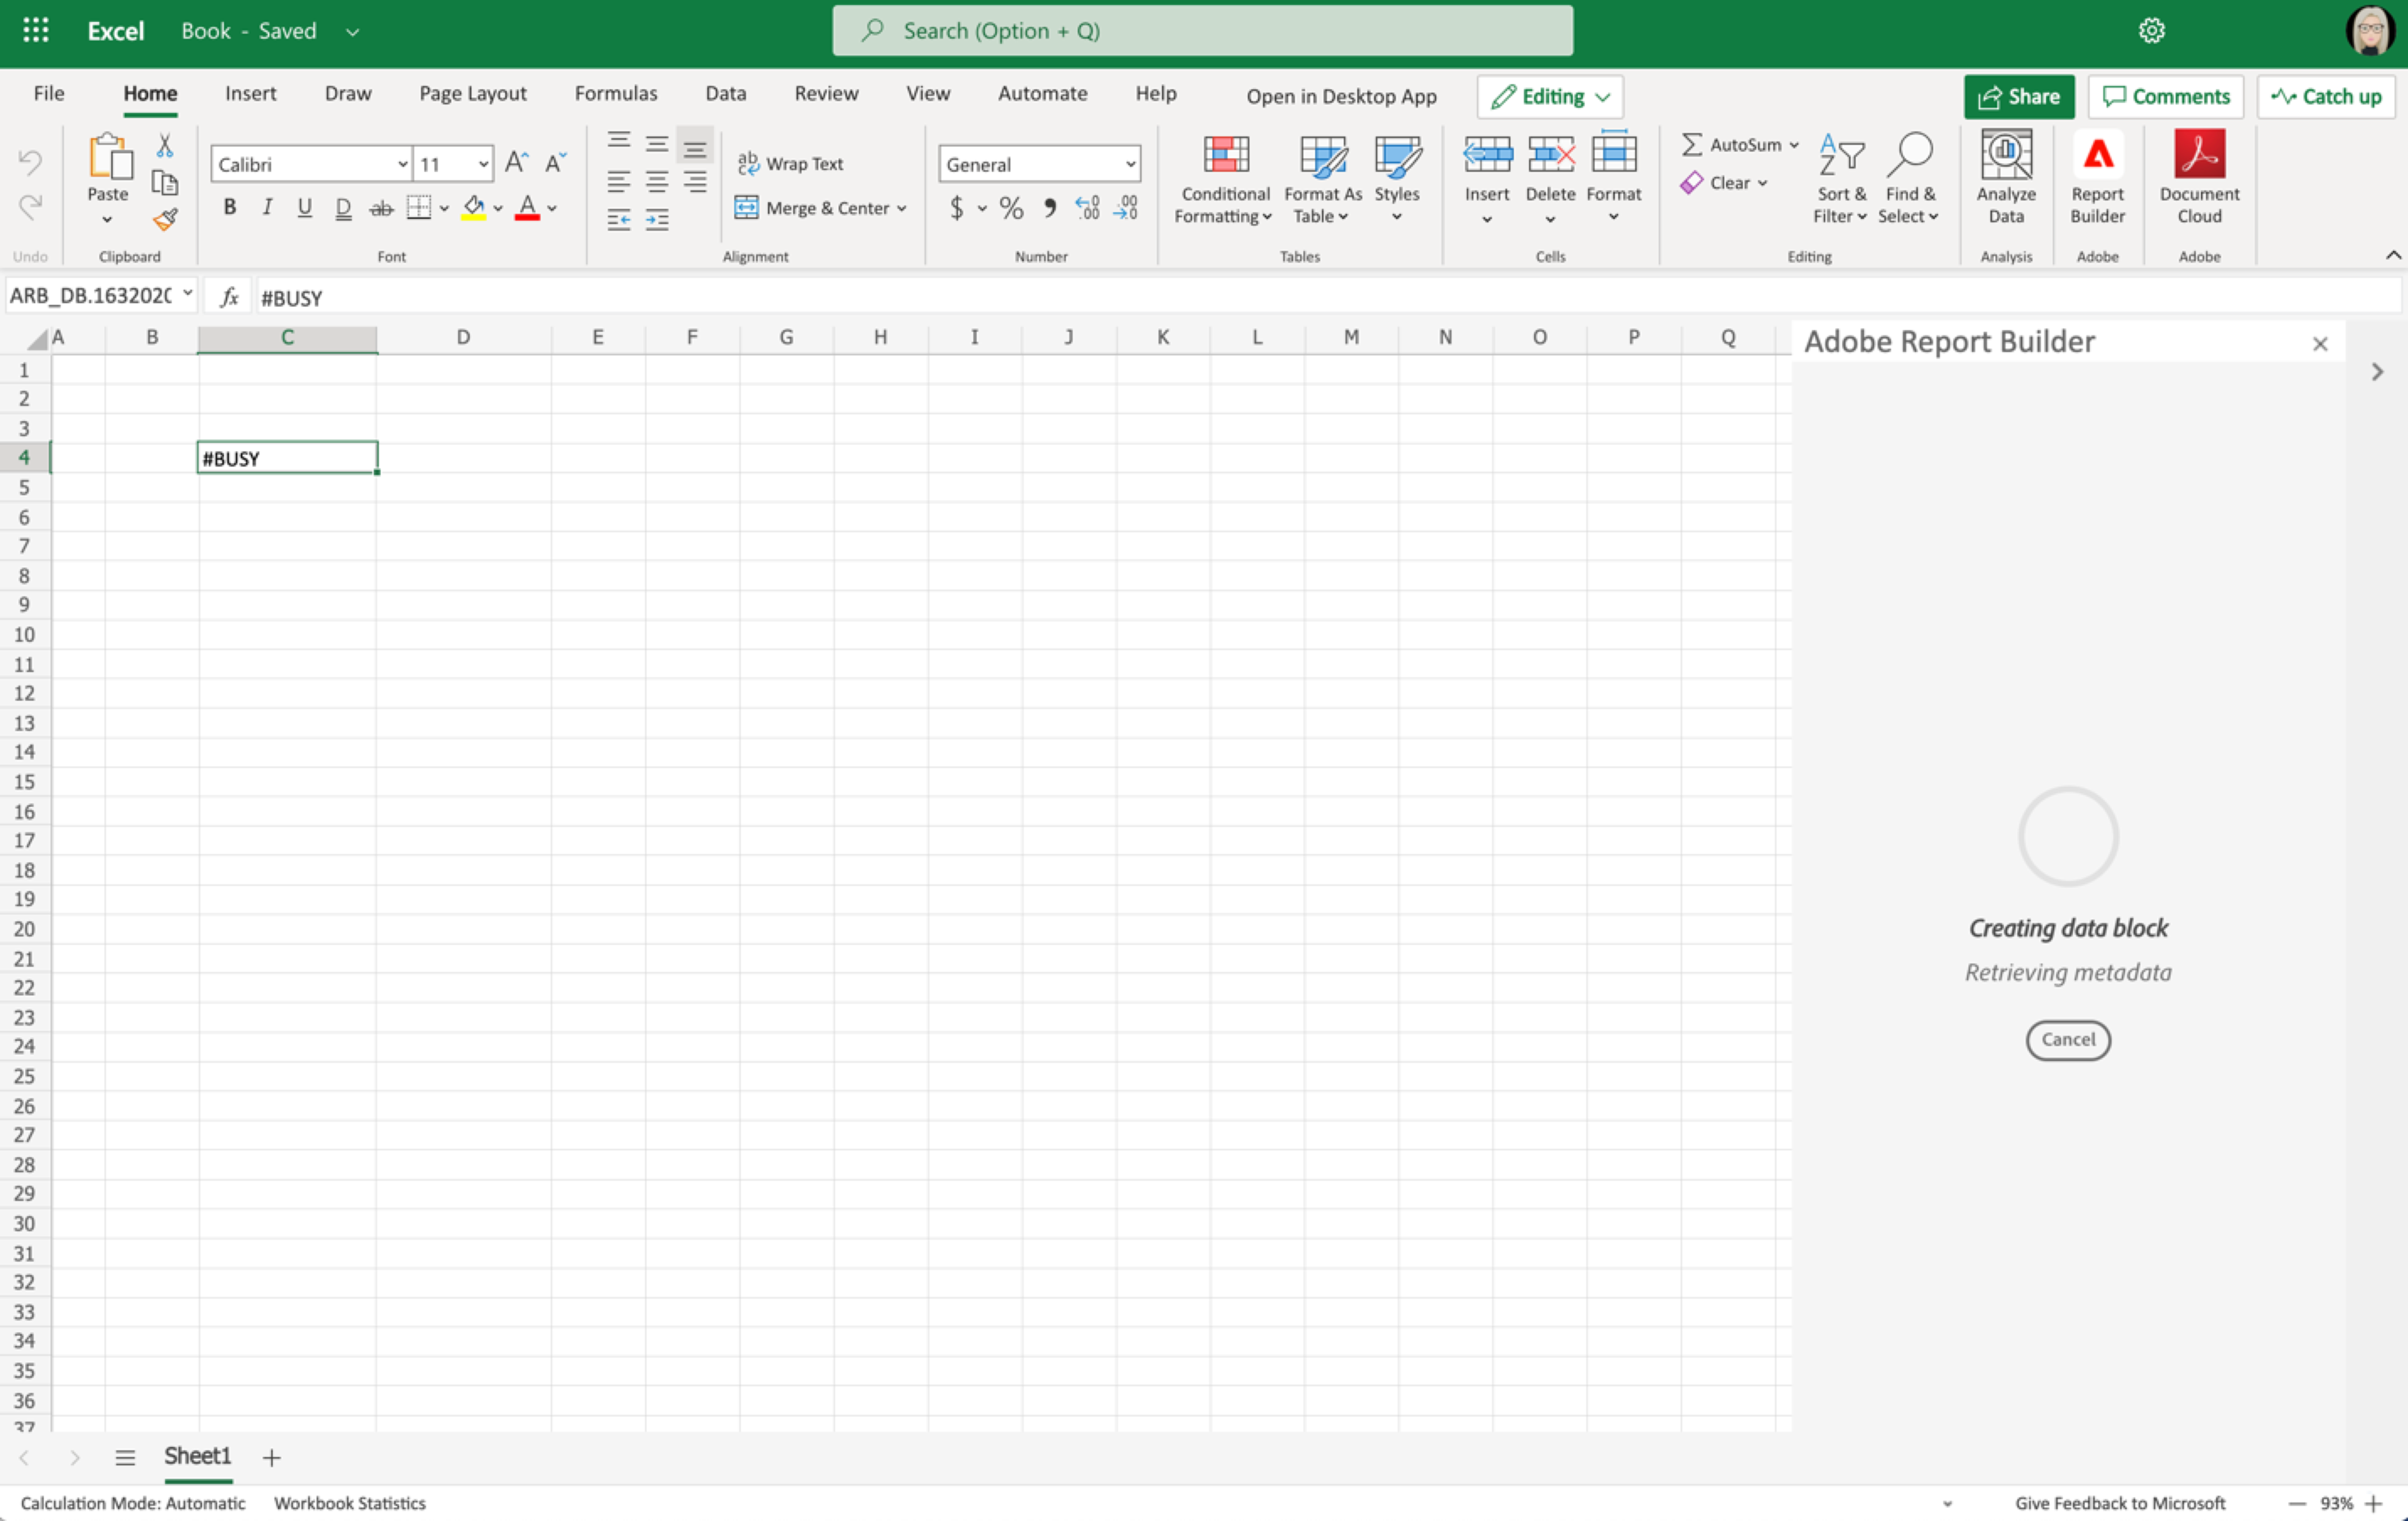 Excel Book - Saved Search (Option + Q)
File Home Insert Draw Page Layout Formulas Data Review View Automate Help Open in Desktop App Editing Share Comments Catch up
Calibri 11 Wrap Text General AutoSum
Paste Conditional Formatting Format As Table Styles Insert Delete Format Clear Sort & Filter Find & Select Analyze Data Report Builder Document Cloud
B I U D ab Merge & Center $ % .00
Undo Clipboard Font Alignment Number Tables Cells Editing Analysis Adobe Adobe
ARB_DB.163202 fx #BUSY
A B C D E F G H I J K L M N O P Q
Adobe Report Builder
1
2
3
4 #BUSY
5
6
7
8
9
10
11
12
13
14
15
16
17
18
19
20
21
22
23
24
25
26
27
28
29
30
31
32
33
34
35
36
37
Creating data block
Retrieving metadata
Cancel
Sheet1
Calculation Mode: Automatic Workbook Statistics Give Feedback to Microsoft 93%